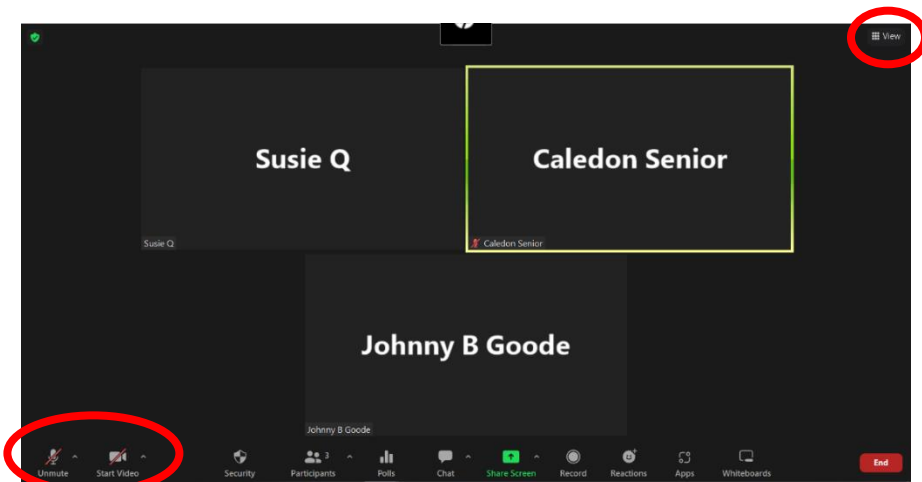 View
Susie Q
Caledon Senior
Susie Q
Caledon Senior
Johnny B Goode
Johnny B Goode
3
Unmute Start Video Security Participants Polls Chat Share Screen Record Reactions Apps Whiteboards End